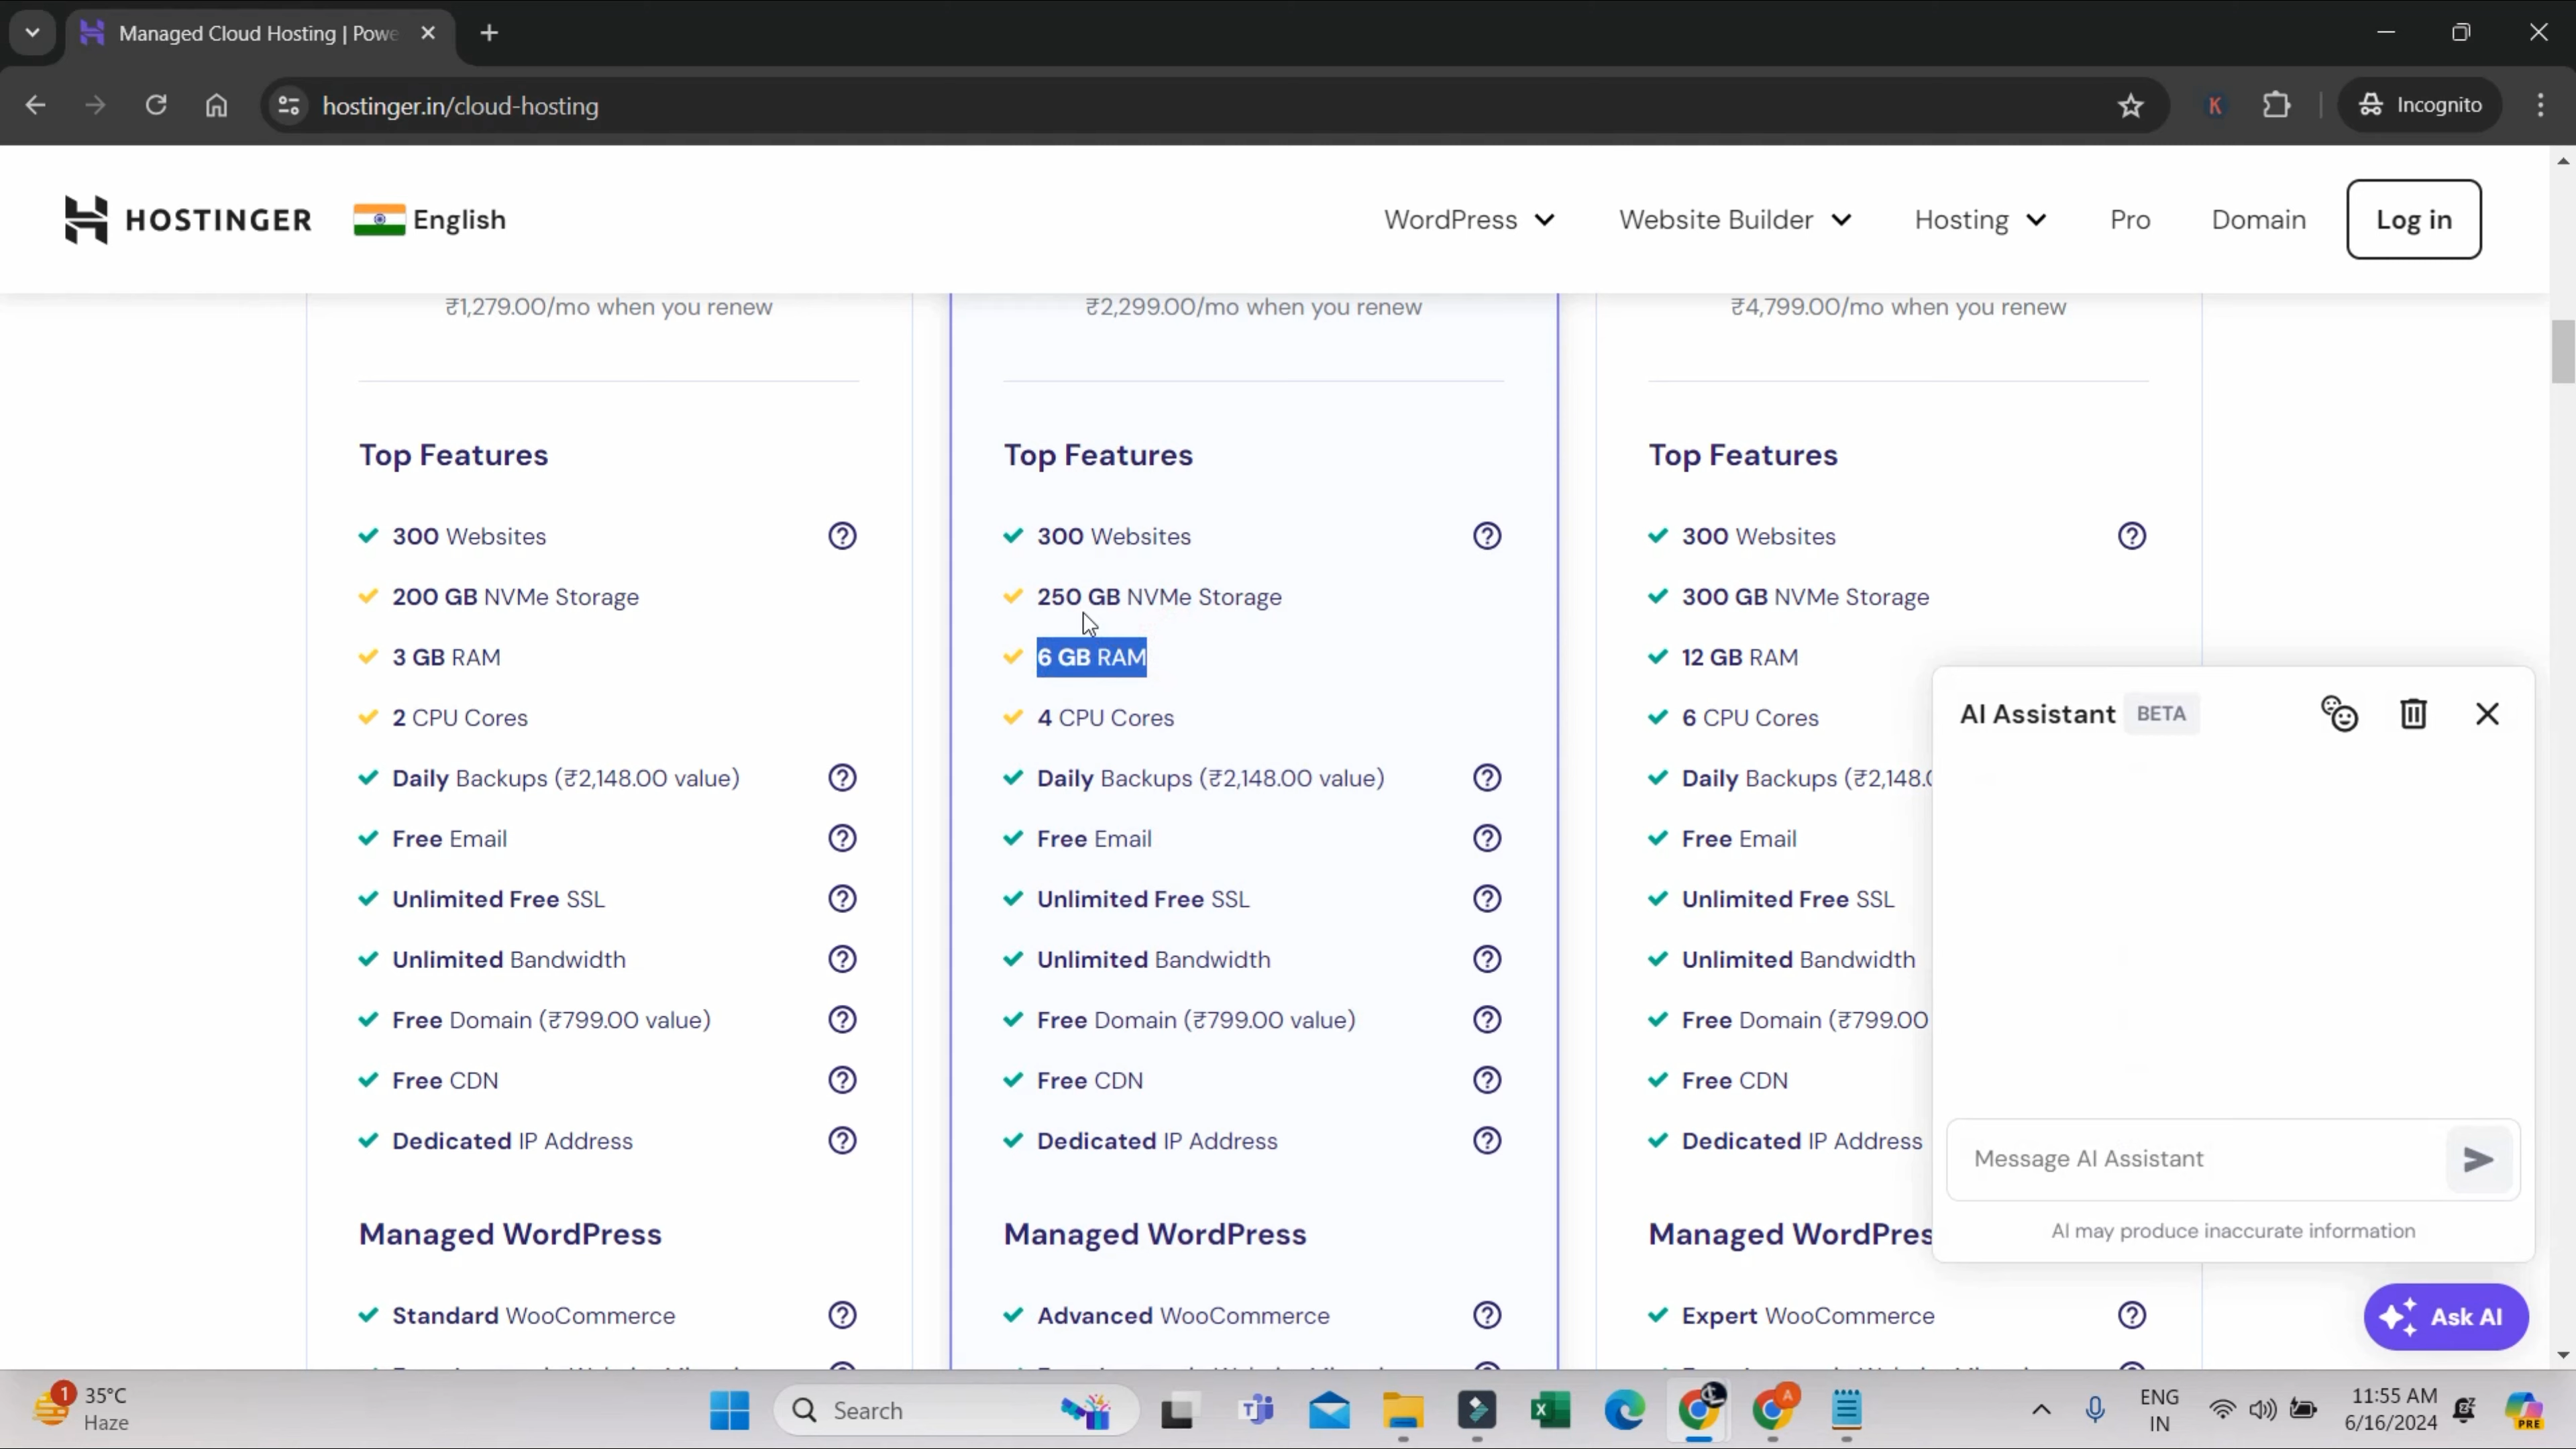 Managed Cloud Hosting | Powe
hostinger.in/cloud-hosting
K
Incognito
HOSTINGER
English
WordPress
Website Builder
Hosting
Pro
Domain
Log in
₹1,279.00/mo when you renew
Top Features
300 Websites
200 GB NVMe Storage
3 GB RAM
2 CPU Cores
Daily Backups (₹2,148.00 value)
Free Email
Unlimited Free SSL
Unlimited Bandwidth
Free Domain (₹799.00 value)
Free CDN
Dedicated IP Address
Managed WordPress
Standard WooCommerce
₹2,299.00/mo when you renew
Top Features
300 Websites
250 GB NVMe Storage
6 GB RAM
4 CPU Cores
Daily Backups (₹2,148.00 value)
Free Email
Unlimited Free SSL
Unlimited Bandwidth
Free Domain (₹799.00 value)
Free CDN
Dedicated IP Address
Managed WordPress
Advanced WooCommerce
₹4,799.00/mo when you renew
Top Features
300 Websites
300 GB NVMe Storage
12 GB RAM
6 CPU Cores
Daily Backups (₹2,148.0
Free Email
Unlimited Free SSL
Unlimited Bandwidth
Free Domain (₹799.00
Free CDN
Dedicated IP Address
Managed WordPres
Expert WooCommerce
AI Assistant BETA
Message AI Assistant
AI may produce inaccurate information
Ask AI
1
35°C
Haze
Search
ENG
IN
11:55 AM
6/16/2024
PRE